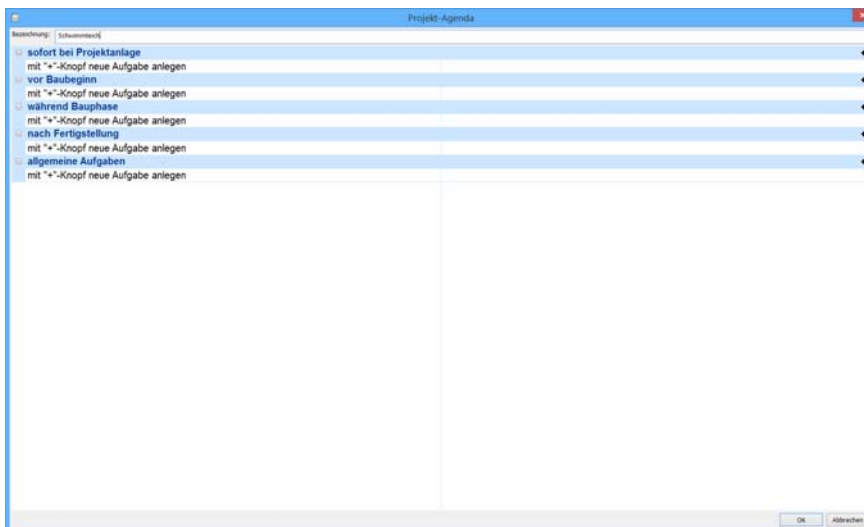 Projekt-Agenda
Bezeichnung: Schwimmteich
sofort bei Projektanlage
mit "+"-Knopf neue Aufgabe anlegen
vor Baubeginn
mit "+"-Knopf neue Aufgabe anlegen
während Bauphase
mit "+"-Knopf neue Aufgabe anlegen
nach Fertigstellung
mit "+"-Knopf neue Aufgabe anlegen
allgemeine Aufgaben
mit "+"-Knopf neue Aufgabe anlegen
OK Abbrechen